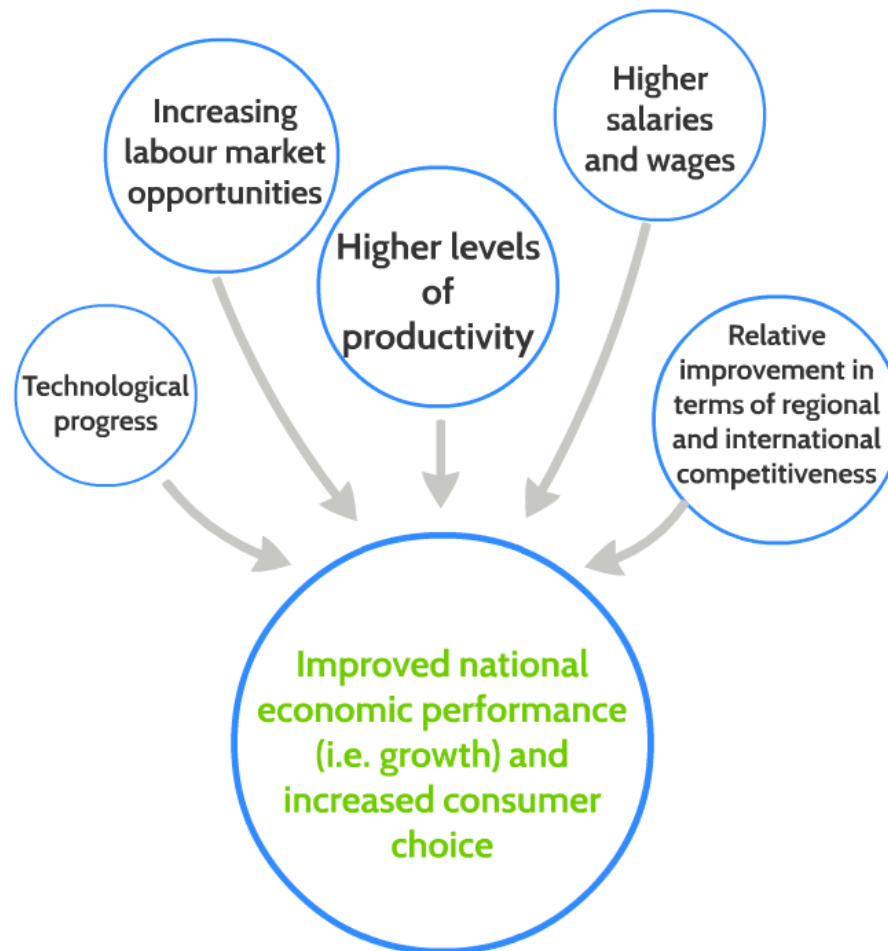 Increasing
labour market
opportunities
Higher
salaries
and wages
Higher levels
of
productivity
Technological
progress
Relative
improvement in
terms of regional
and international
competitiveness
Improved national
economic performance
(i.e. growth) and
increased consumer
choice